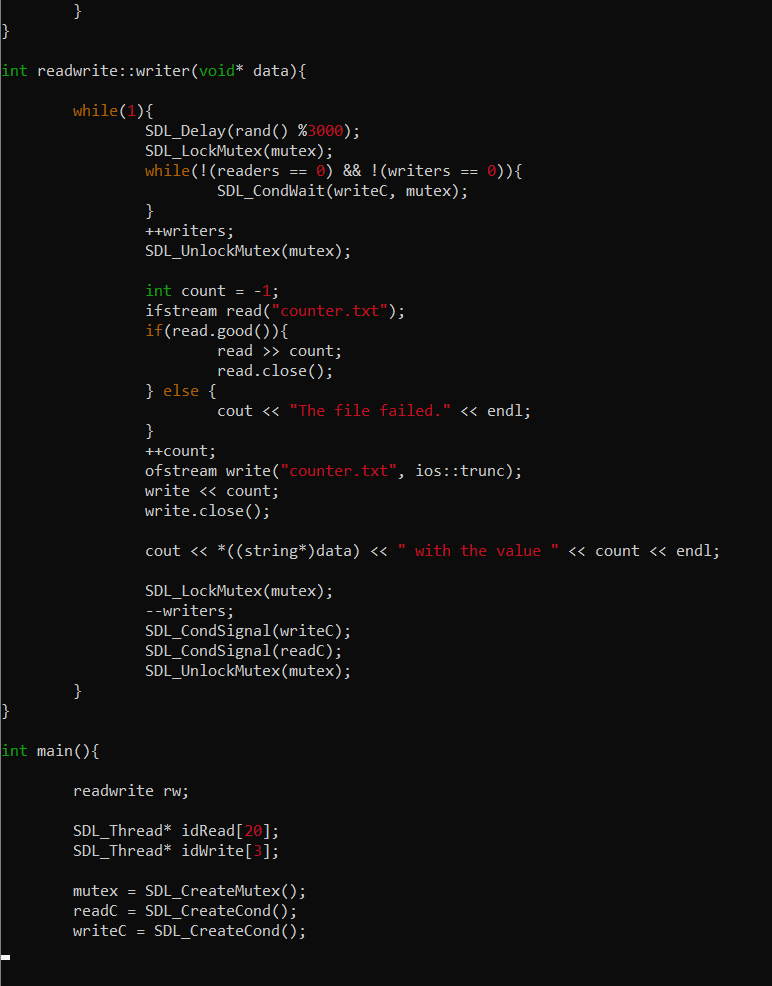 }
}

int readwrite::writer(void* data){

        while(1){
                SDL_Delay(rand() %3000);
                SDL_LockMutex(mutex);
                while(!(readers == 0) && !(writers == 0)){
                        SDL_CondWait(writeC, mutex);
                }
                ++writers;
                SDL_UnlockMutex(mutex);

                int count = -1;
                ifstream read("counter.txt");
                if(read.good()){
                        read >> count;
                        read.close();
                } else {
                        cout << "The file failed." << endl;
                }
                ++count;
                ofstream write("counter.txt", ios::trunc);
                write << count;
                write.close();

                cout << *((string*)data) << " with the value " << count << endl;

                SDL_LockMutex(mutex);
                --writers;
                SDL_CondSignal(writeC);
                SDL_CondSignal(readC);
                SDL_UnlockMutex(mutex);
        }
}

int main(){

        readwrite rw;

        SDL_Thread* idRead[20];
        SDL_Thread* idWrite[3];

        mutex = SDL_CreateMutex();
        readC = SDL_CreateCond();
        writeC = SDL_CreateCond();